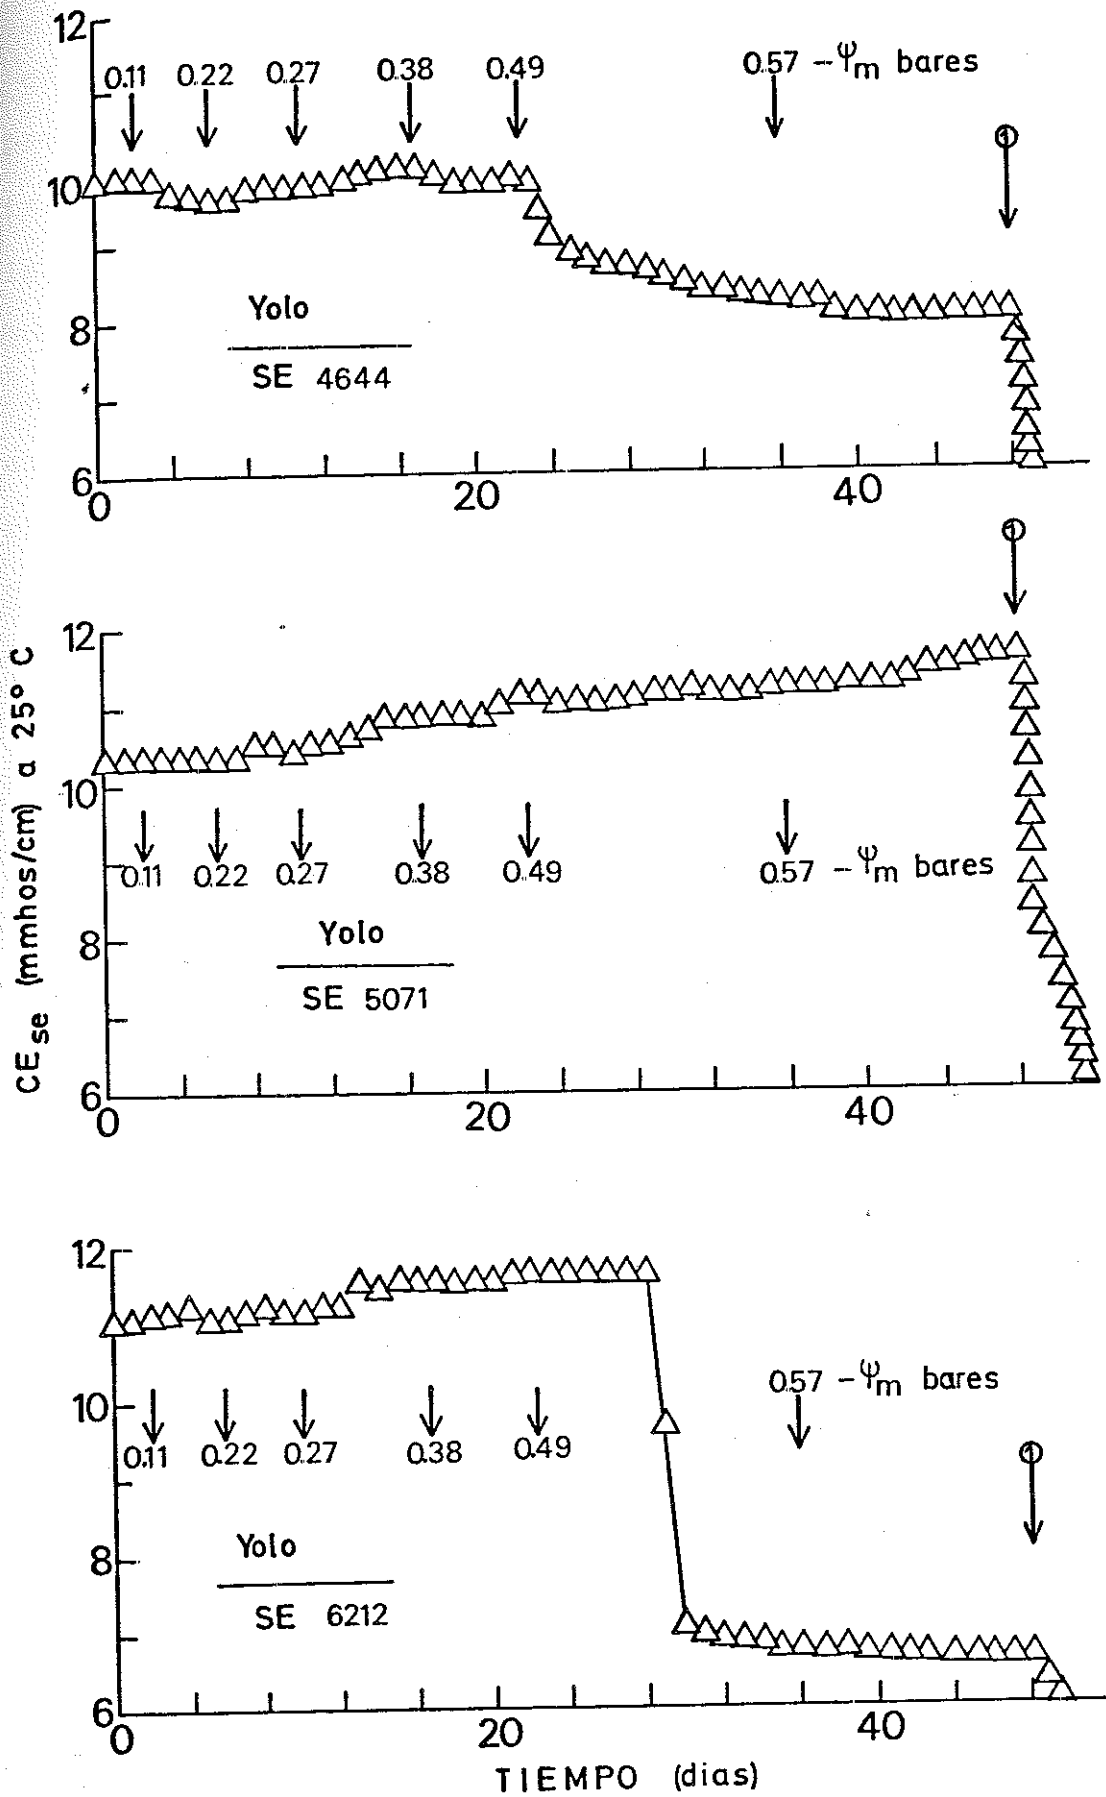 12
0.11 0.22 0.27 0.38 0.49 0.57 -Ψm bares
1
10
Yolo
8
SE 4644
6
0 20 40
1
12
10
0.11 0.22 0.27 0.38 0.49 0.57 -Ψm bares
Yolo
8
SE 5071
6
0 20 40
CEse (mmhos/cm) a 25° C
12
0.57 -Ψm bares
10
0.11 0.22 0.27 0.38 0.49
1
Yolo
8
SE 6212
6
0 20 40
TIEMPO (dias)